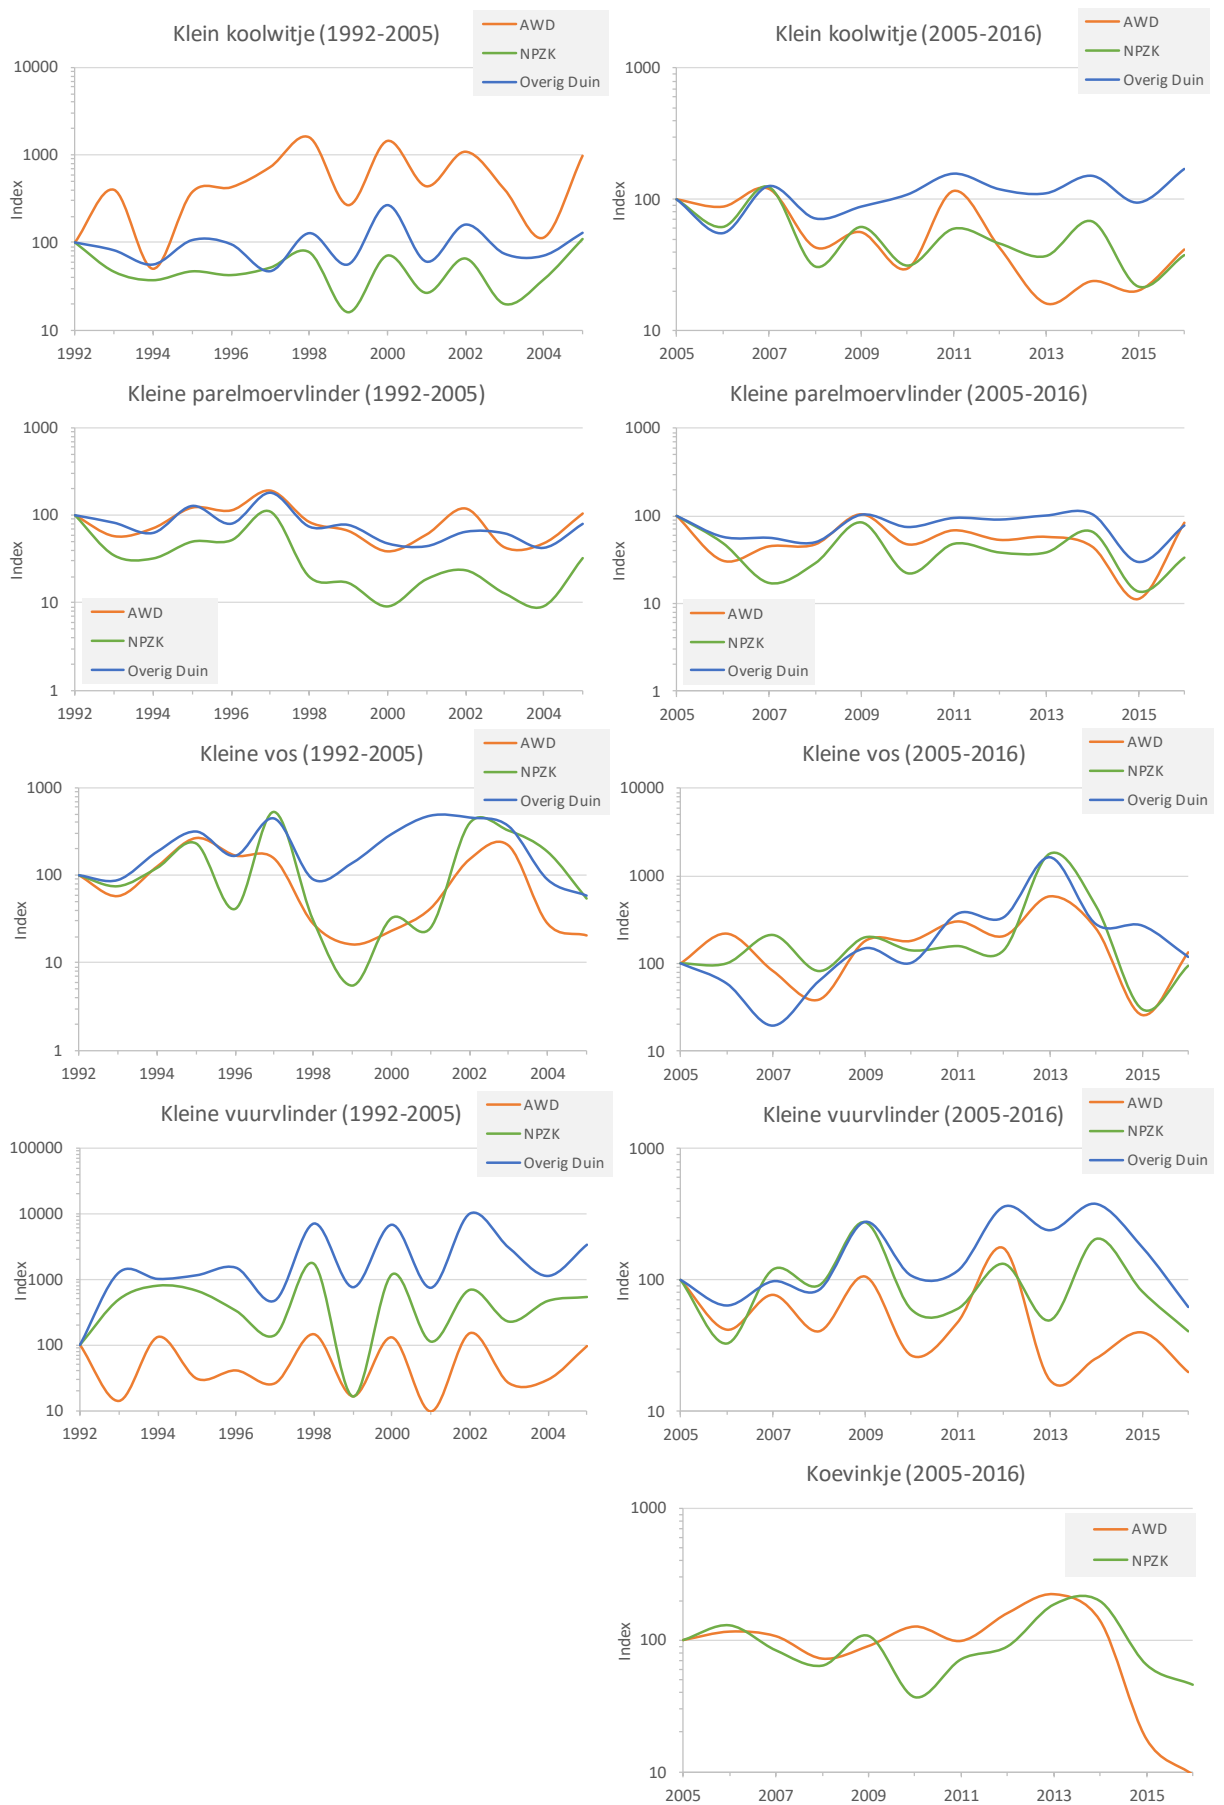 Klein koolwitje (1992-2005)
AWD
NPZK
Overig Duin
10000
1000
100
10
Index
1992 1994 1996 1998 2000 2002 2004
Klein koolwitje (2005-2016)
AWD
NPZK
Overig Duin
1000
100
10
Index
2005 2007 2009 2011 2013 2015
Kleine parelmoervlinder (1992-2005)
1000
100
10
1
Index
AWD
NPZK
Overig Duin
1992 1994 1996 1998 2000 2002 2004
Kleine parelmoervlinder (2005-2016)
1000
100
10
1
Index
AWD
NPZK
Overig Duin
2005 2007 2009 2011 2013 2015
Kleine vos (1992-2005)
AWD
NPZK
Overig Duin
1000
100
10
1
Index
1992 1994 1996 1998 2000 2002 2004
Kleine vos (2005-2016)
AWD
NPZK
Overig Duin
10000
1000
100
10
Index
2005 2007 2009 2011 2013 2015
Kleine vuurvlinder (1992-2005)
AWD
NPZK
Overig Duin
100000
10000
1000
100
10
Index
1992 1994 1996 1998 2000 2002 2004
Kleine vuurvlinder (2005-2016)
AWD
NPZK
Overig Duin
1000
100
10
Index
2005 2007 2009 2011 2013 2015
Koevinkje (2005-2016)
AWD
NPZK
1000
100
10
Index
2005 2007 2009 2011 2013 2015